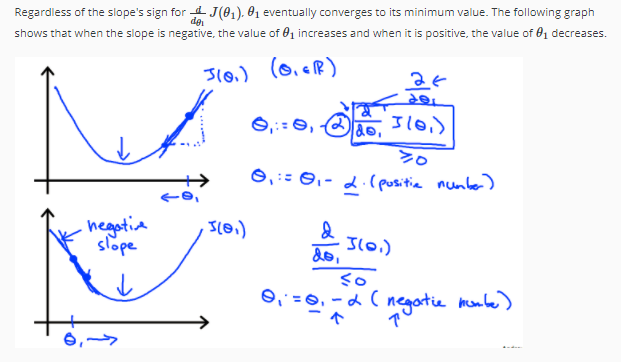 Regardless of the slope's sign for d/dθ₁ J(θ₁), θ₁ eventually converges to its minimum value. The following graph
shows that when the slope is negative, the value of θ₁ increases and when it is positive, the value of θ₁ decreases.
J(θ₁) (θ₁ ∈ ℝ)
∂/∂θ₁ ←
θ₁ := θ₁ - α d/dθ₁ J(θ₁)
≥ 0
θ₁ := θ₁ - α · (positie number)
← θ₁
negative
slope
J(θ₁)
d/dθ₁ J(θ₁)
≤ 0
θ₁ := θ₁ - α (negatie number)
θ₁ →